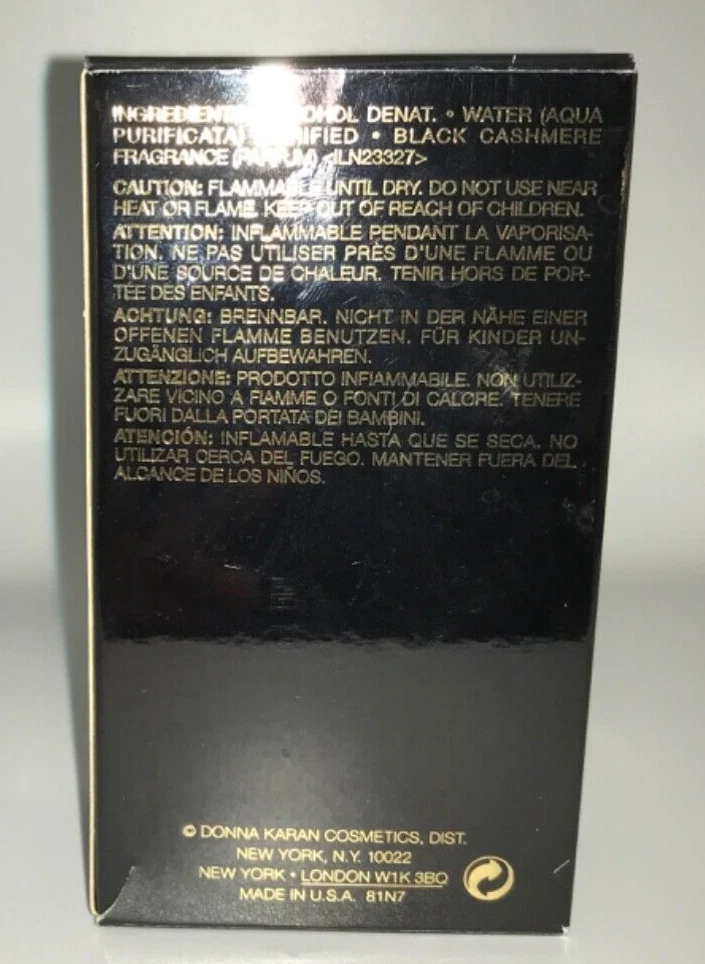 INGREDIENTS: ALCOHOL DENAT. • WATER (AQUA
PURIFICATA) PURIFIED • BLACK CASHMERE
FRAGRANCE (PARFUM) <ILN23327>
CAUTION: FLAMMABLE UNTIL DRY. DO NOT USE NEAR
HEAT OR FLAME. KEEP OUT OF REACH OF CHILDREN.
ATTENTION: INFLAMMABLE PENDANT LA VAPORISA-
TION. NE PAS UTILISER PRÈS D'UNE FLAMME OU
D'UNE SOURCE DE CHALEUR. TENIR HORS DE POR-
TÉE DES ENFANTS.
ACHTUNG: BRENNBAR. NICHT IN DER NÄHE EINER
OFFENEN FLAMME BENUTZEN. FÜR KINDER UN-
ZUGÄNGLICH AUFBEWAHREN.
ATTENZIONE: PRODOTTO INFIAMMABILE. NON UTILIZ-
ZARE VICINO A FIAMME O FONTI DI CALORE. TENERE
FUORI DALLA PORTATA DEI BAMBINI.
ATENCIÓN: INFLAMABLE HASTA QUE SE SECA. NO
UTILIZAR CERCA DEL FUEGO. MANTENER FUERA DEL
ALCANCE DE LOS NIÑOS.
© DONNA KARAN COSMETICS, DIST.
NEW YORK, N.Y. 10022
NEW YORK • LONDON W1K 3BQ
MADE IN U.S.A. 81N7